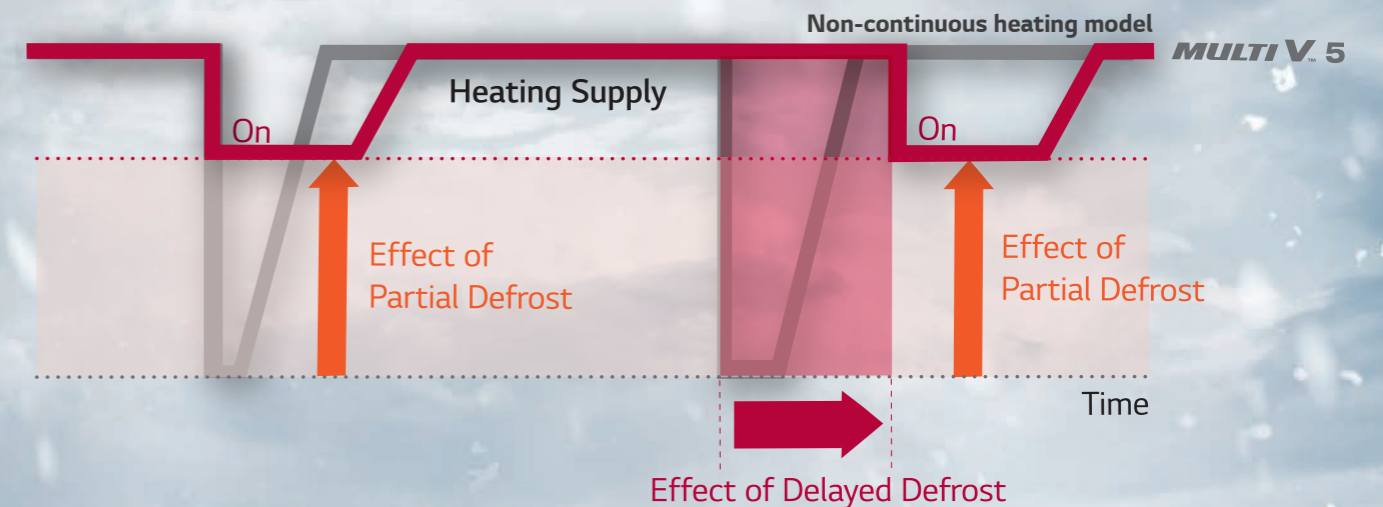 Non-continuous heating model
MULTI V™ 5
Heating Supply
On
On
Effect of
Partial Defrost
Effect of
Partial Defrost
Time
Effect of Delayed Defrost